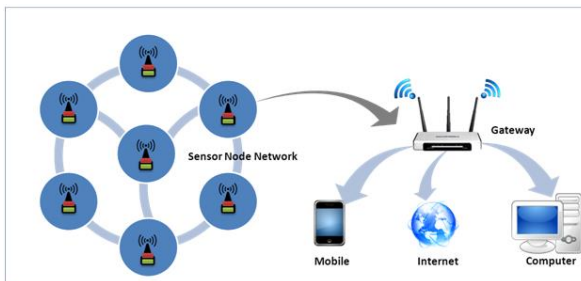 Sensor Node Network
Gateway
Mobile
Internet
Computer